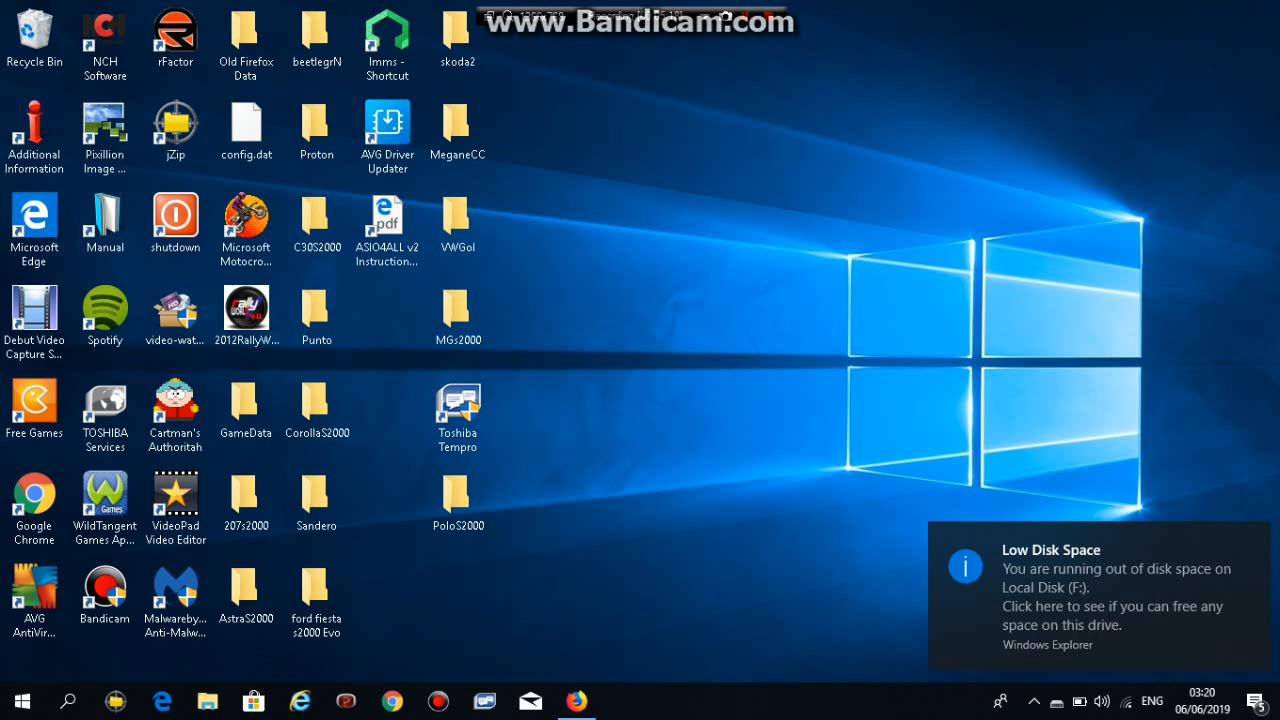 www.Bandicam.com
Recycle Bin
NCH
Software
rFactor
Old Firefox
Data
beetlegrN
lmms -
Shortcut
skoda2
Additional
Information
Pixillion
Image ...
jZip
config.dat
Proton
AVG Driver
Updater
MeganeCC
Microsoft
Edge
Manual
shutdown
Microsoft
Motocro...
C30S2000
pdf
ASIO4ALL v2
Instruction...
VWGol
Debut Video
Capture S...
Spotify
HD
video-wat...
2012RallyW...
Punto
MGs2000
Free Games
TOSHIBA
Services
Cartman's
Authoritah
GameData
CorollaS2000
Toshiba
Tempro
Google
Chrome
Games
WildTangent
Games Ap...
VideoPad
Video Editor
207s2000
Sandero
PoloS2000
AVG
AntiVir...
Bandicam
Malwareby...
Anti-Malw...
AstraS2000
ford fiesta
s2000 Evo
Low Disk Space
You are running out of disk space on
Local Disk (F:).
Click here to see if you can free any
space on this drive.
Windows Explorer
ENG
03:20
06/06/2019
5